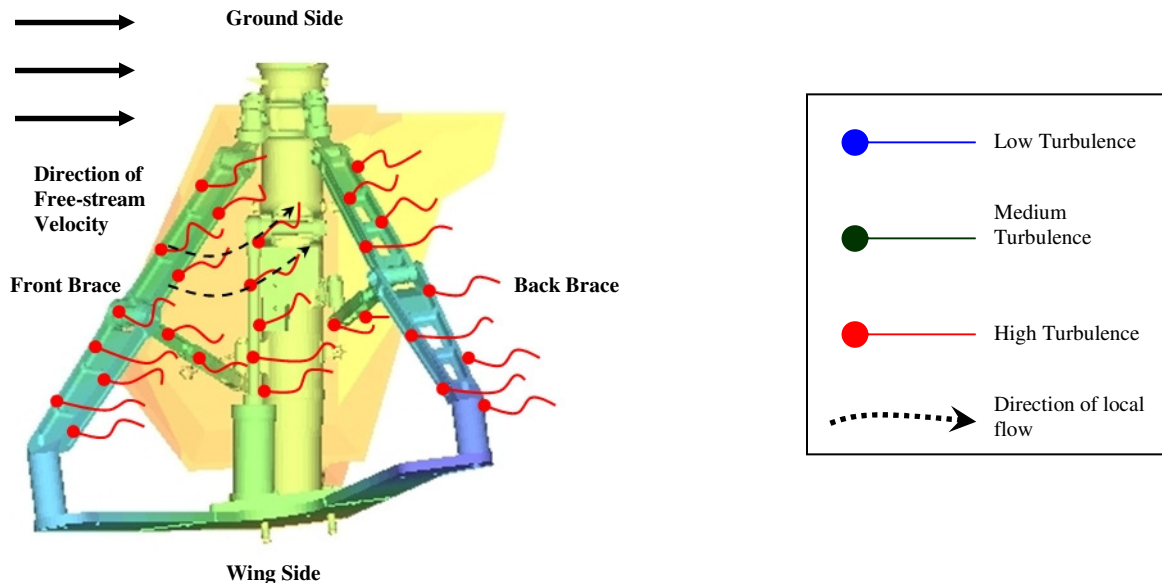 Ground Side
Direction of
Free-stream
Velocity
Front Brace
Back Brace
Wing Side
Low Turbulence
Medium
Turbulence
High Turbulence
Direction of local
flow